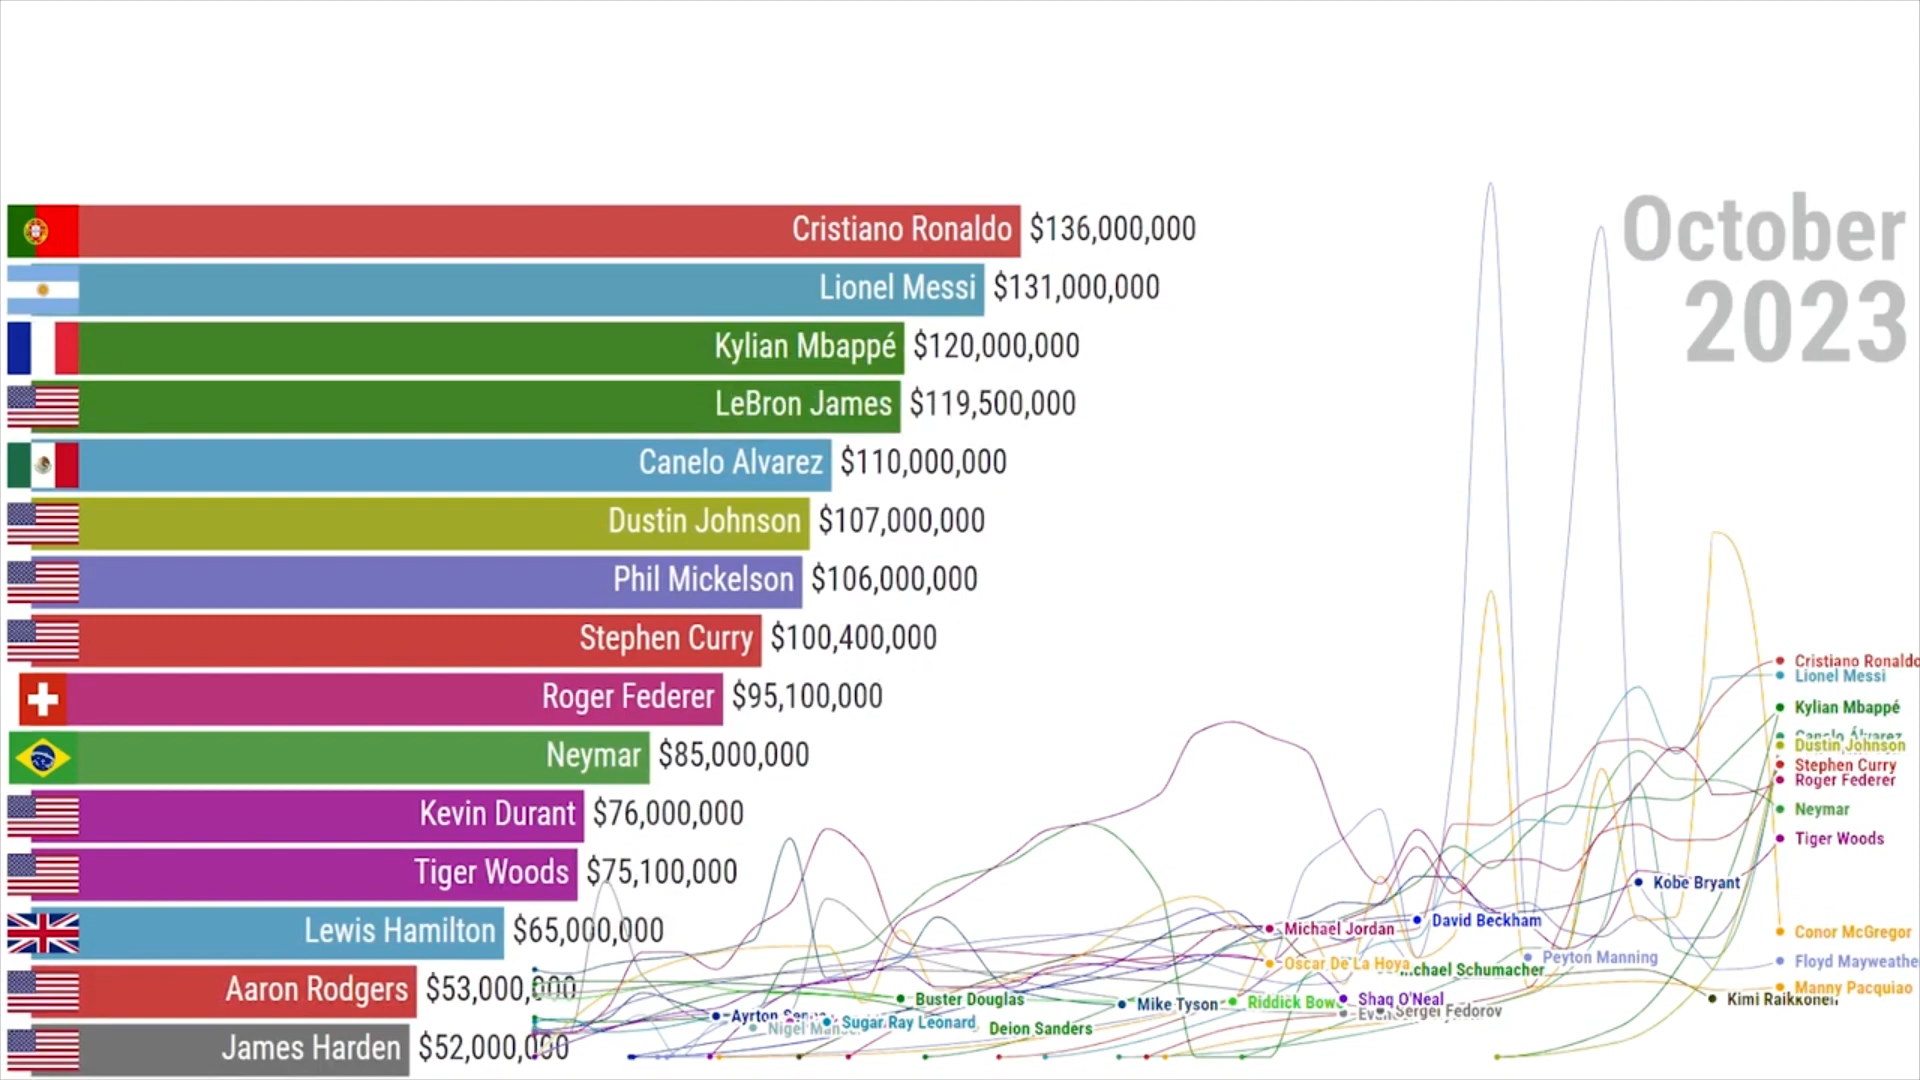 October
2023
Cristiano Ronaldo $136,000,000
Lionel Messi $131,000,000
Kylian Mbappé $120,000,000
LeBron James $119,500,000
Canelo Alvarez $110,000,000
Dustin Johnson $107,000,000
Phil Mickelson $106,000,000
Stephen Curry $100,400,000
Roger Federer $95,100,000
Neymar $85,000,000
Kevin Durant $76,000,000
Tiger Woods $75,100,000
Lewis Hamilton $65,000,000
Aaron Rodgers $53,000,000
James Harden $52,000,000
Cristiano Ronaldo
Lionel Messi
Kylian Mbappé
Canelo Álvarez
Dustin Johnson
Stephen Curry
Roger Federer
Neymar
Tiger Woods
Kobe Bryant
David Beckham
Michael Jordan
Conor McGregor
Peyton Manning
Floyd Mayweathe
Oscar De La Hoya
chael Schumacher
Manny Pacquiao
Kimi Raikkonen
Buster Douglas
Mike Tyson
Riddick Bow
Shaq O'Neal
Sergei Fedorov
Ayrton
Nigel
Sugar Ray Leonard
Deion Sanders